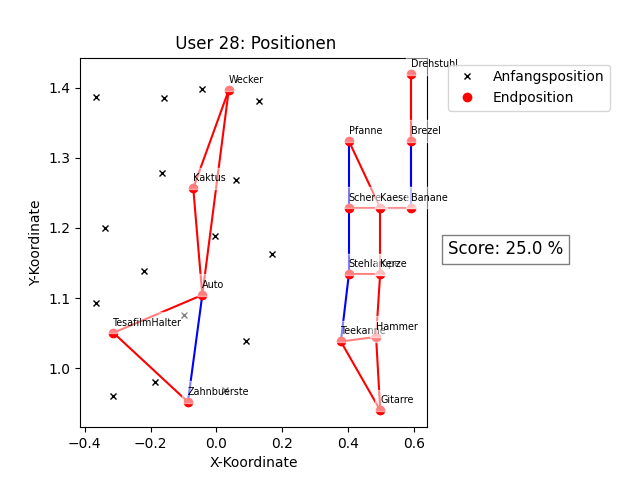 User 28: Positionen
Y-Koordinate
1.4
1.3
1.2
1.1
1.0
−0.4
−0.2
0.0
0.2
0.4
0.6
X-Koordinate
Drehstuhl
Wecker
Pfanne
Brezel
Kaktus
Schere
Kaese
Banane
Kerze
Auto
TesafilmHalter
Teekanne
Hammer
Zahnbuerste
Gitarre
Anfangsposition
Endposition
Score: 25.0 %